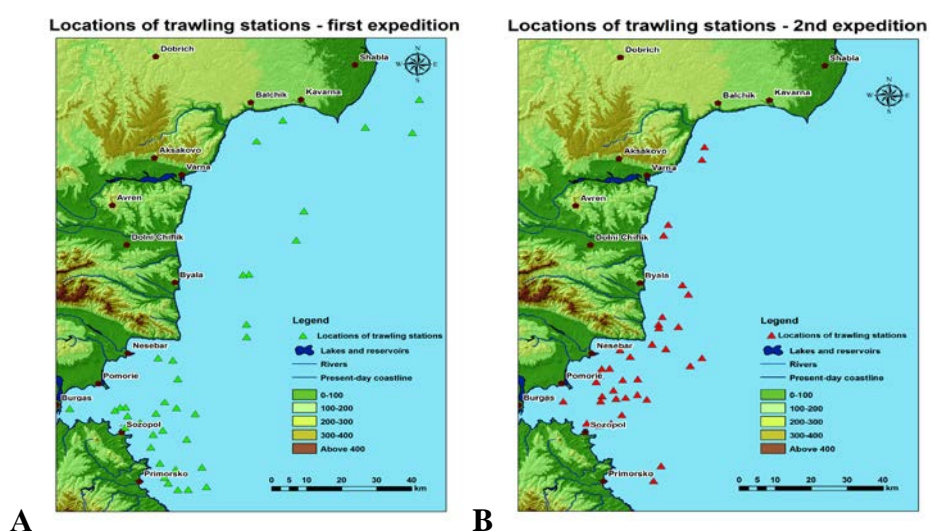 Locations of trawling stations - first expedition
Dobrich
Shabla
N
W E
S
Balchik
Kavarna
Aksakovo
Varna
Avren
Dolni Chiflik
Byala
Legend
Locations of trawling stations
Nesebar
Lakes and reservoirs
Rivers
Pomorie
Present-day coastline
Burgas
0-100
100-200
200-300
Sozopol
300-400
Above 400
Primorsko
0 5 10 20 30 40
km
A
Locations of trawling stations - 2nd expedition
Dobrich
Shabla
N
W E
S
Balchik
Kavarna
Aksakovo
Varna
Avren
Dolni Chiflik
Byala
Legend
Locations of trawling stations
Nesebar
Lakes and reservoirs
Rivers
Pomorie
Present-day coastline
Burgas
0-100
100-200
200-300
Sozopol
300-400
Above 400
Primorsko
0 5 10 20 30 40
km
B